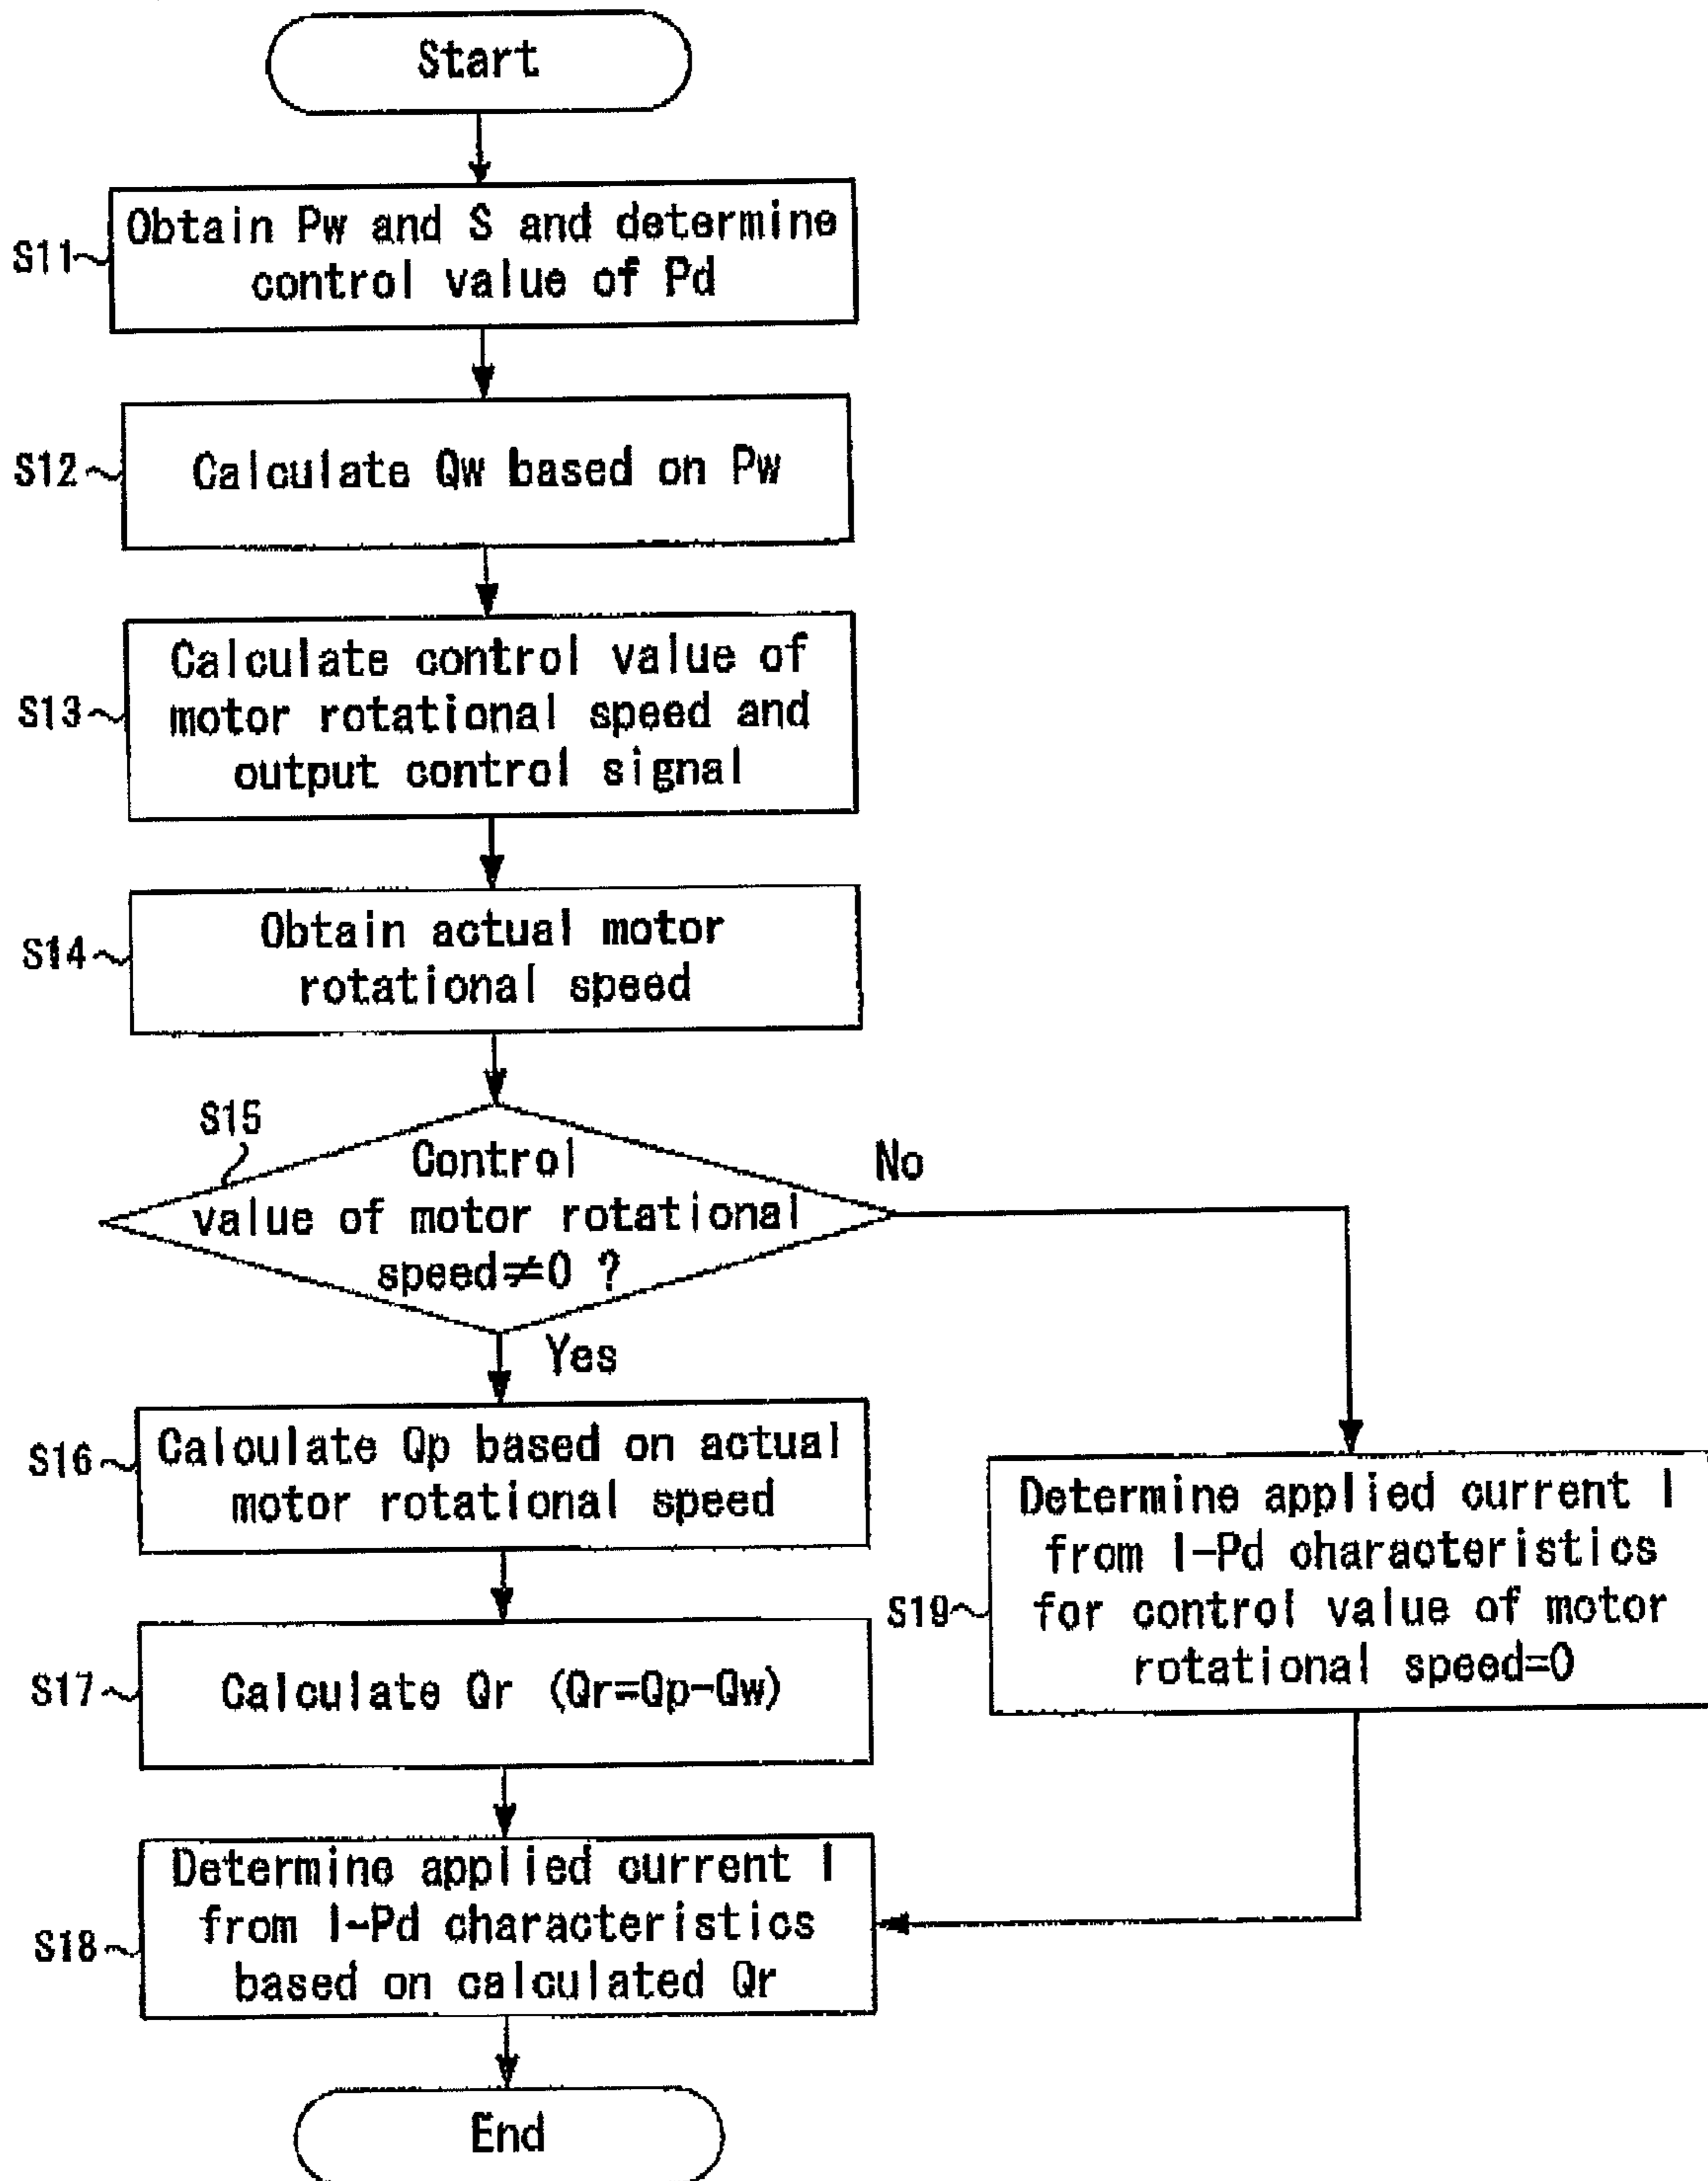 Start
S11
Obtain Pw and S and determine
control value of Pd
S12
Calculate Qw based on Pw
S13
Calculate control value of
motor rotational speed and
output control signal
S14
Obtain actual motor
rotational speed
S15
Control
value of motor rotational
speed≠0 ?
No
Yes
S16
Calculate Qp based on actual
motor rotational speed
S17
Calculate Qr (Qr=Qp-Qw)
S18
Determine applied current I
from I-Pd characteristics
based on calculated Qr
S19
Determine applied current I
from I-Pd characteristics
for control value of motor
rotational speed=0
End